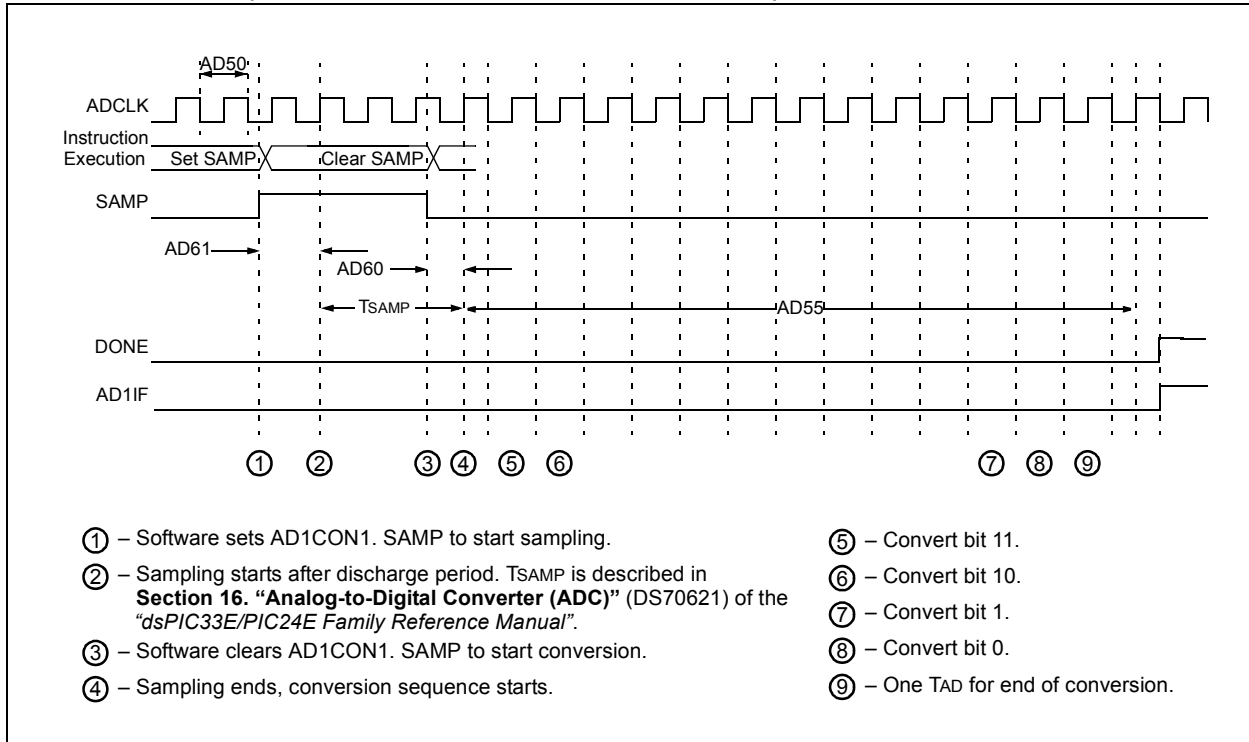 AD50
ADCLK
Instruction
Execution
Set SAMP
Clear SAMP
SAMP
AD61
AD60
TSAMP
AD55
DONE
AD1IF
1 2 3 4 5 6 7 8 9
1 – Software sets AD1CON1. SAMP to start sampling.
2 – Sampling starts after discharge period. TSAMP is described in
Section 16. “Analog-to-Digital Converter (ADC)” (DS70621) of the
“dsPIC33E/PIC24E Family Reference Manual”.
3 – Software clears AD1CON1. SAMP to start conversion.
4 – Sampling ends, conversion sequence starts.
5 – Convert bit 11.
6 – Convert bit 10.
7 – Convert bit 1.
8 – Convert bit 0.
9 – One TAD for end of conversion.